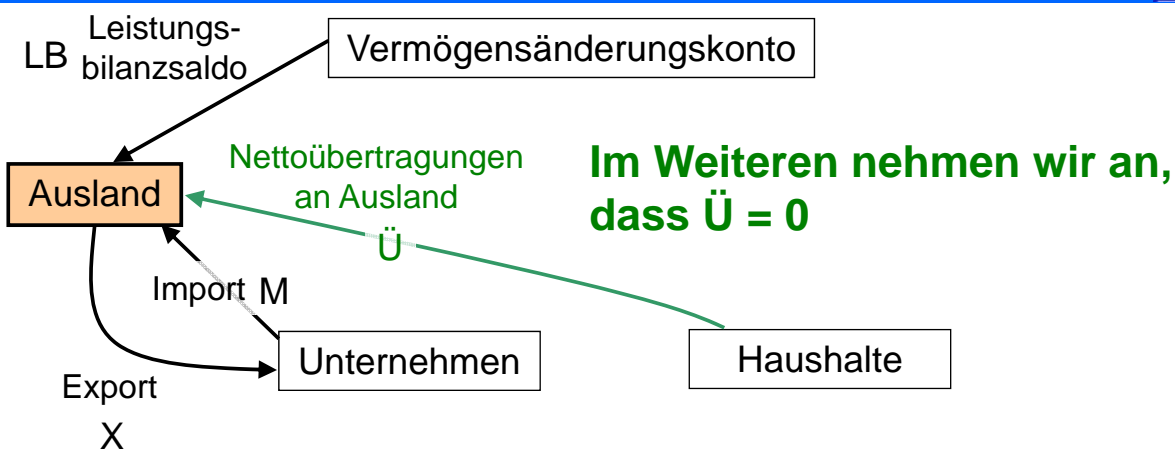 LB
Leistungs-
bilanzsaldo
Vermögensänderungskonto
Ausland
Nettoübertragungen
an Ausland
Ü
Im Weiteren nehmen wir an,
dass Ü = 0
Import M
Unternehmen
Haushalte
Export
X